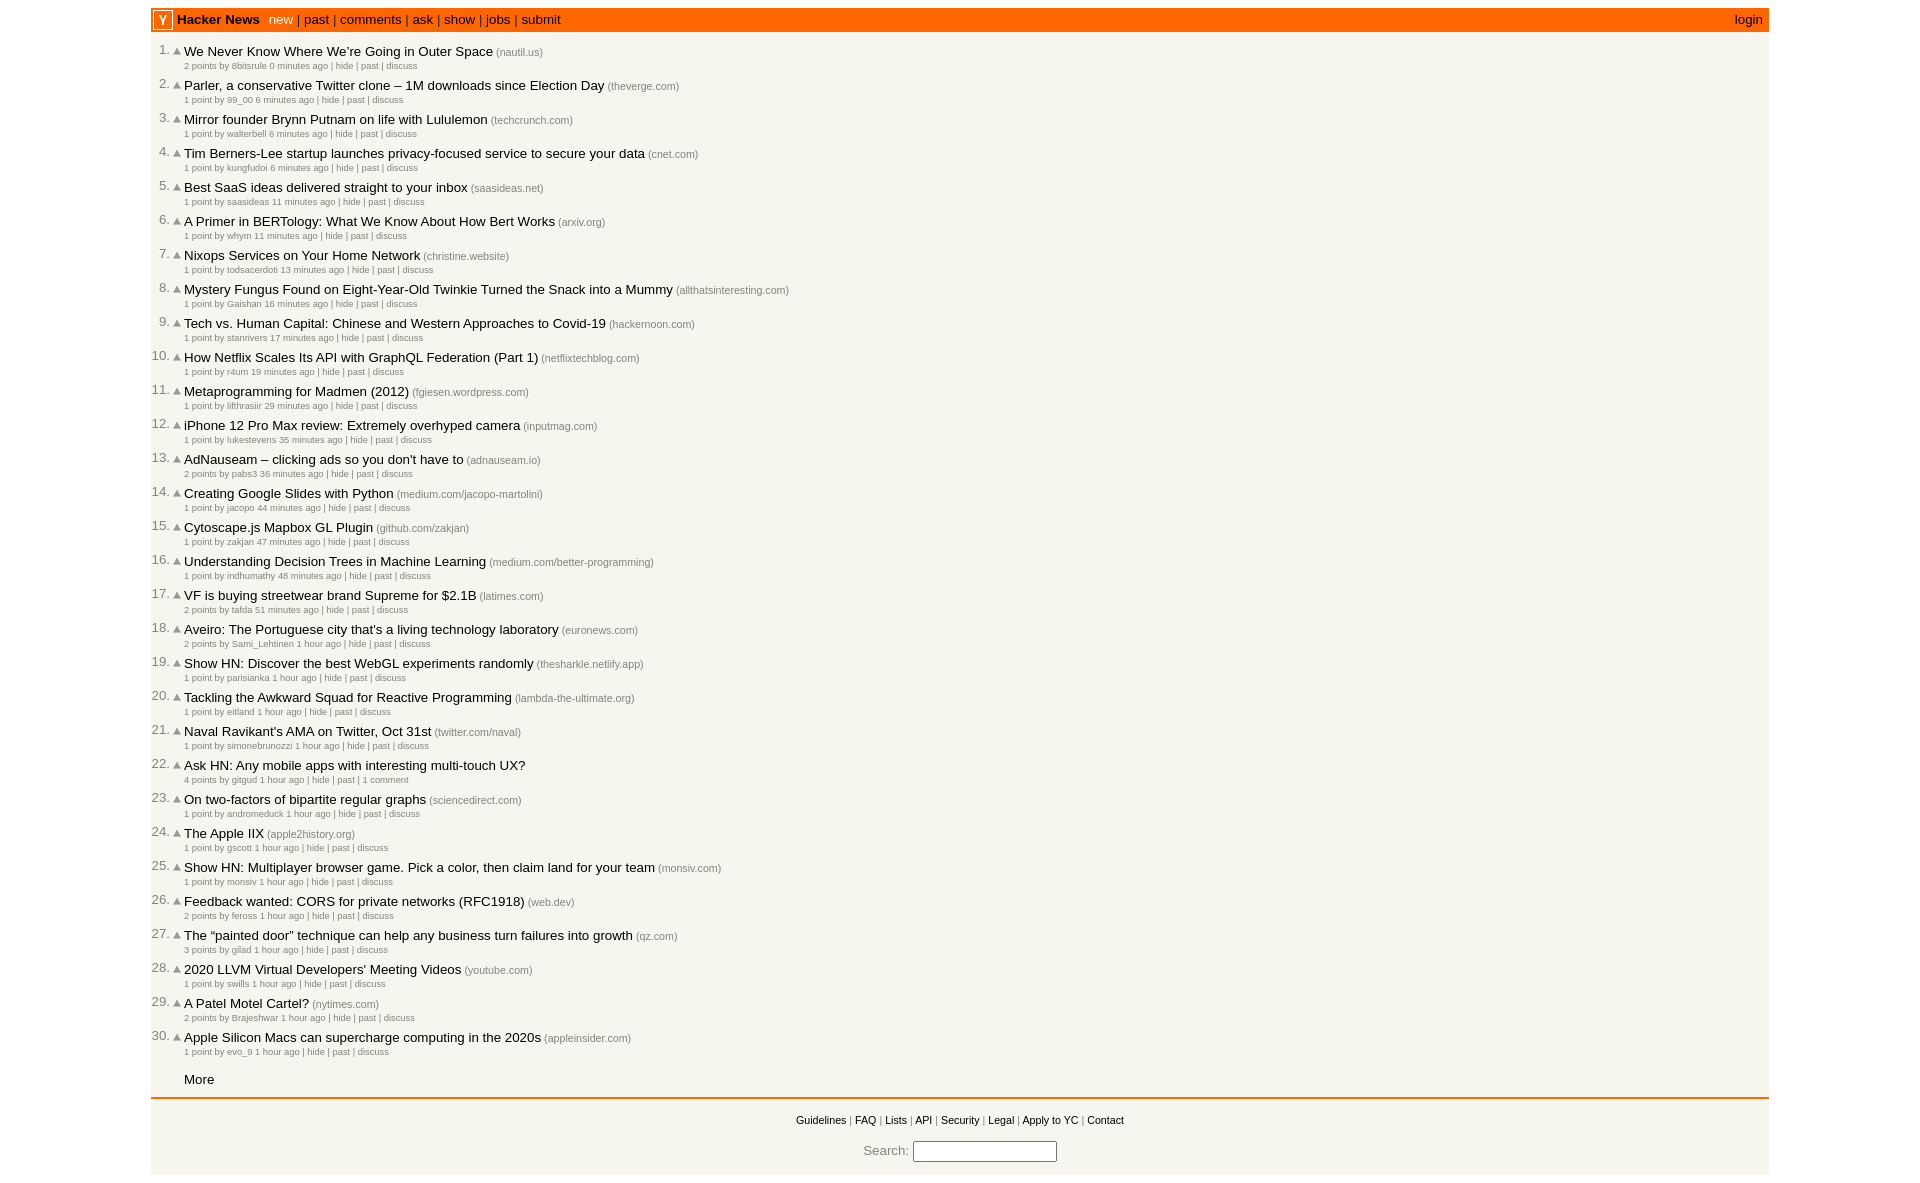 Y Hacker News new | past | comments | ask | show | jobs | submit login
1. We Never Know Where We’re Going in Outer Space (nautil.us)
2 points by 8bitsrule 0 minutes ago | hide | past | discuss
2. Parler, a conservative Twitter clone – 1M downloads since Election Day (theverge.com)
1 point by 99_00 6 minutes ago | hide | past | discuss
3. Mirror founder Brynn Putnam on life with Lululemon (techcrunch.com)
1 point by walterbell 6 minutes ago | hide | past | discuss
4. Tim Berners-Lee startup launches privacy-focused service to secure your data (cnet.com)
1 point by kungfudoi 6 minutes ago | hide | past | discuss
5. Best SaaS ideas delivered straight to your inbox (saasideas.net)
1 point by saasideas 11 minutes ago | hide | past | discuss
6. A Primer in BERTology: What We Know About How Bert Works (arxiv.org)
1 point by whym 11 minutes ago | hide | past | discuss
7. Nixops Services on Your Home Network (christine.website)
1 point by todsacerdoti 13 minutes ago | hide | past | discuss
8. Mystery Fungus Found on Eight-Year-Old Twinkie Turned the Snack into a Mummy (allthatsinteresting.com)
1 point by Gaishan 16 minutes ago | hide | past | discuss
9. Tech vs. Human Capital: Chinese and Western Approaches to Covid-19 (hackernoon.com)
1 point by stanrivers 17 minutes ago | hide | past | discuss
10. How Netflix Scales Its API with GraphQL Federation (Part 1) (netflixtechblog.com)
1 point by r4um 19 minutes ago | hide | past | discuss
11. Metaprogramming for Madmen (2012) (fgiesen.wordpress.com)
1 point by lifthrasiir 29 minutes ago | hide | past | discuss
12. iPhone 12 Pro Max review: Extremely overhyped camera (inputmag.com)
1 point by lukestevens 35 minutes ago | hide | past | discuss
13. AdNauseam – clicking ads so you don't have to (adnauseam.io)
2 points by pabs3 36 minutes ago | hide | past | discuss
14. Creating Google Slides with Python (medium.com/jacopo-martolini)
1 point by jacopo 44 minutes ago | hide | past | discuss
15. Cytoscape.js Mapbox GL Plugin (github.com/zakjan)
1 point by zakjan 47 minutes ago | hide | past | discuss
16. Understanding Decision Trees in Machine Learning (medium.com/better-programming)
1 point by indhumathy 48 minutes ago | hide | past | discuss
17. VF is buying streetwear brand Supreme for $2.1B (latimes.com)
2 points by tafda 51 minutes ago | hide | past | discuss
18. Aveiro: The Portuguese city that's a living technology laboratory (euronews.com)
2 points by Sami_Lehtinen 1 hour ago | hide | past | discuss
19. Show HN: Discover the best WebGL experiments randomly (thesharkle.netlify.app)
1 point by parisianka 1 hour ago | hide | past | discuss
20. Tackling the Awkward Squad for Reactive Programming (lambda-the-ultimate.org)
1 point by eitland 1 hour ago | hide | past | discuss
21. Naval Ravikant's AMA on Twitter, Oct 31st (twitter.com/naval)
1 point by simonebrunozzi 1 hour ago | hide | past | discuss
22. Ask HN: Any mobile apps with interesting multi-touch UX?
4 points by gitgud 1 hour ago | hide | past | 1 comment
23. On two-factors of bipartite regular graphs (sciencedirect.com)
1 point by andromeduck 1 hour ago | hide | past | discuss
24. The Apple IIX (apple2history.org)
1 point by gscott 1 hour ago | hide | past | discuss
25. Show HN: Multiplayer browser game. Pick a color, then claim land for your team (monsiv.com)
1 point by monsiv 1 hour ago | hide | past | discuss
26. Feedback wanted: CORS for private networks (RFC1918) (web.dev)
2 points by feross 1 hour ago | hide | past | discuss
27. The “painted door” technique can help any business turn failures into growth (qz.com)
3 points by gilad 1 hour ago | hide | past | discuss
28. 2020 LLVM Virtual Developers' Meeting Videos (youtube.com)
1 point by swills 1 hour ago | hide | past | discuss
29. A Patel Motel Cartel? (nytimes.com)
2 points by Brajeshwar 1 hour ago | hide | past | discuss
30. Apple Silicon Macs can supercharge computing in the 2020s (appleinsider.com)
1 point by evo_9 1 hour ago | hide | past | discuss
More
Guidelines | FAQ | Lists | API | Security | Legal | Apply to YC | Contact
Search: